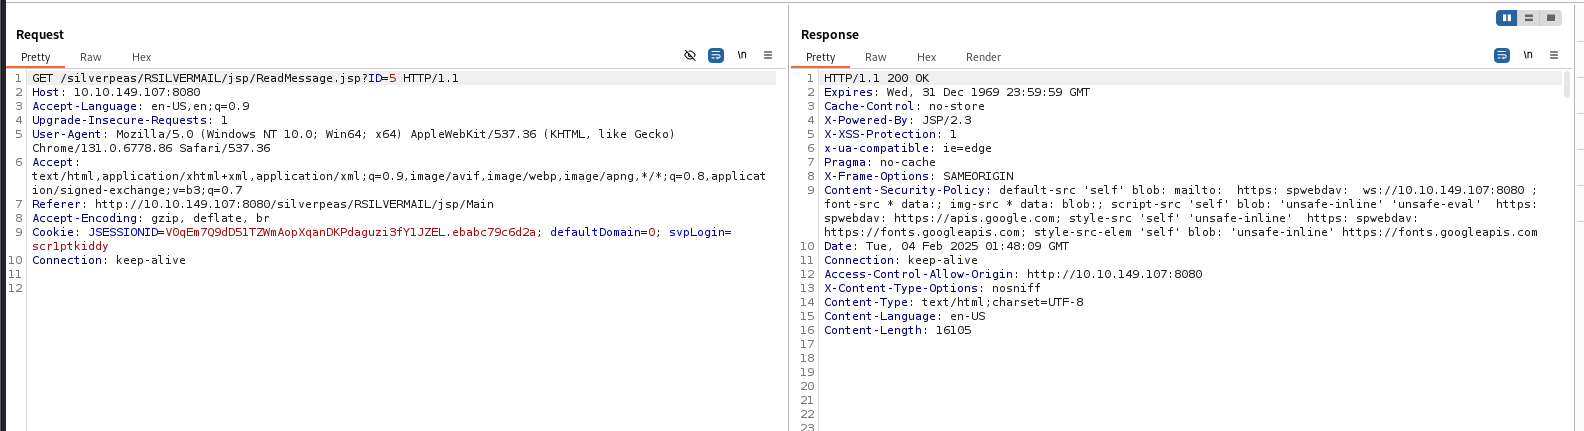 Request
Pretty Raw Hex
\n
1 GET /silverpeas/RSILVERMAIL/jsp/ReadMessage.jsp?ID=5 HTTP/1.1
2 Host: 10.10.149.107:8080
3 Accept-Language: en-US,en;q=0.9
4 Upgrade-Insecure-Requests: 1
5 User-Agent: Mozilla/5.0 (Windows NT 10.0; Win64; x64) AppleWebKit/537.36 (KHTML, like Gecko)
Chrome/131.0.6778.86 Safari/537.36
6 Accept:
text/html,application/xhtml+xml,application/xml;q=0.9,image/avif,image/webp,image/apng,*/*;q=0.8,applicat
ion/signed-exchange;v=b3;q=0.7
7 Referer: http://10.10.149.107:8080/silverpeas/RSILVERMAIL/jsp/Main
8 Accept-Encoding: gzip, deflate, br
9 Cookie: JSESSIONID=VOqEm7Q9dD51TZWmAopXqanDKPdaguzi3fY1JZEL.ebabc79c6d2a; defaultDomain=0; svpLogin=
scr1ptkiddy
10 Connection: keep-alive
11
12
Response
Pretty Raw Hex Render
\n
1 HTTP/1.1 200 OK
2 Expires: Wed, 31 Dec 1969 23:59:59 GMT
3 Cache-Control: no-store
4 X-Powered-By: JSP/2.3
5 X-XSS-Protection: 1
6 x-ua-compatible: ie=edge
7 Pragma: no-cache
8 X-Frame-Options: SAMEORIGIN
9 Content-Security-Policy: default-src 'self' blob: mailto:  https: spwebdav:  ws://10.10.149.107:8080 ;
font-src * data:; img-src * data: blob:; script-src 'self' blob: 'unsafe-inline' 'unsafe-eval'  https:
spwebdav: https://apis.google.com; style-src 'self' 'unsafe-inline'  https: spwebdav:
https://fonts.googleapis.com; style-src-elem 'self' blob: 'unsafe-inline' https://fonts.googleapis.com
10 Date: Tue, 04 Feb 2025 01:48:09 GMT
11 Connection: keep-alive
12 Access-Control-Allow-Origin: http://10.10.149.107:8080
13 X-Content-Type-Options: nosniff
14 Content-Type: text/html;charset=UTF-8
15 Content-Language: en-US
16 Content-Length: 16105
17
18
19
20
21
22
23